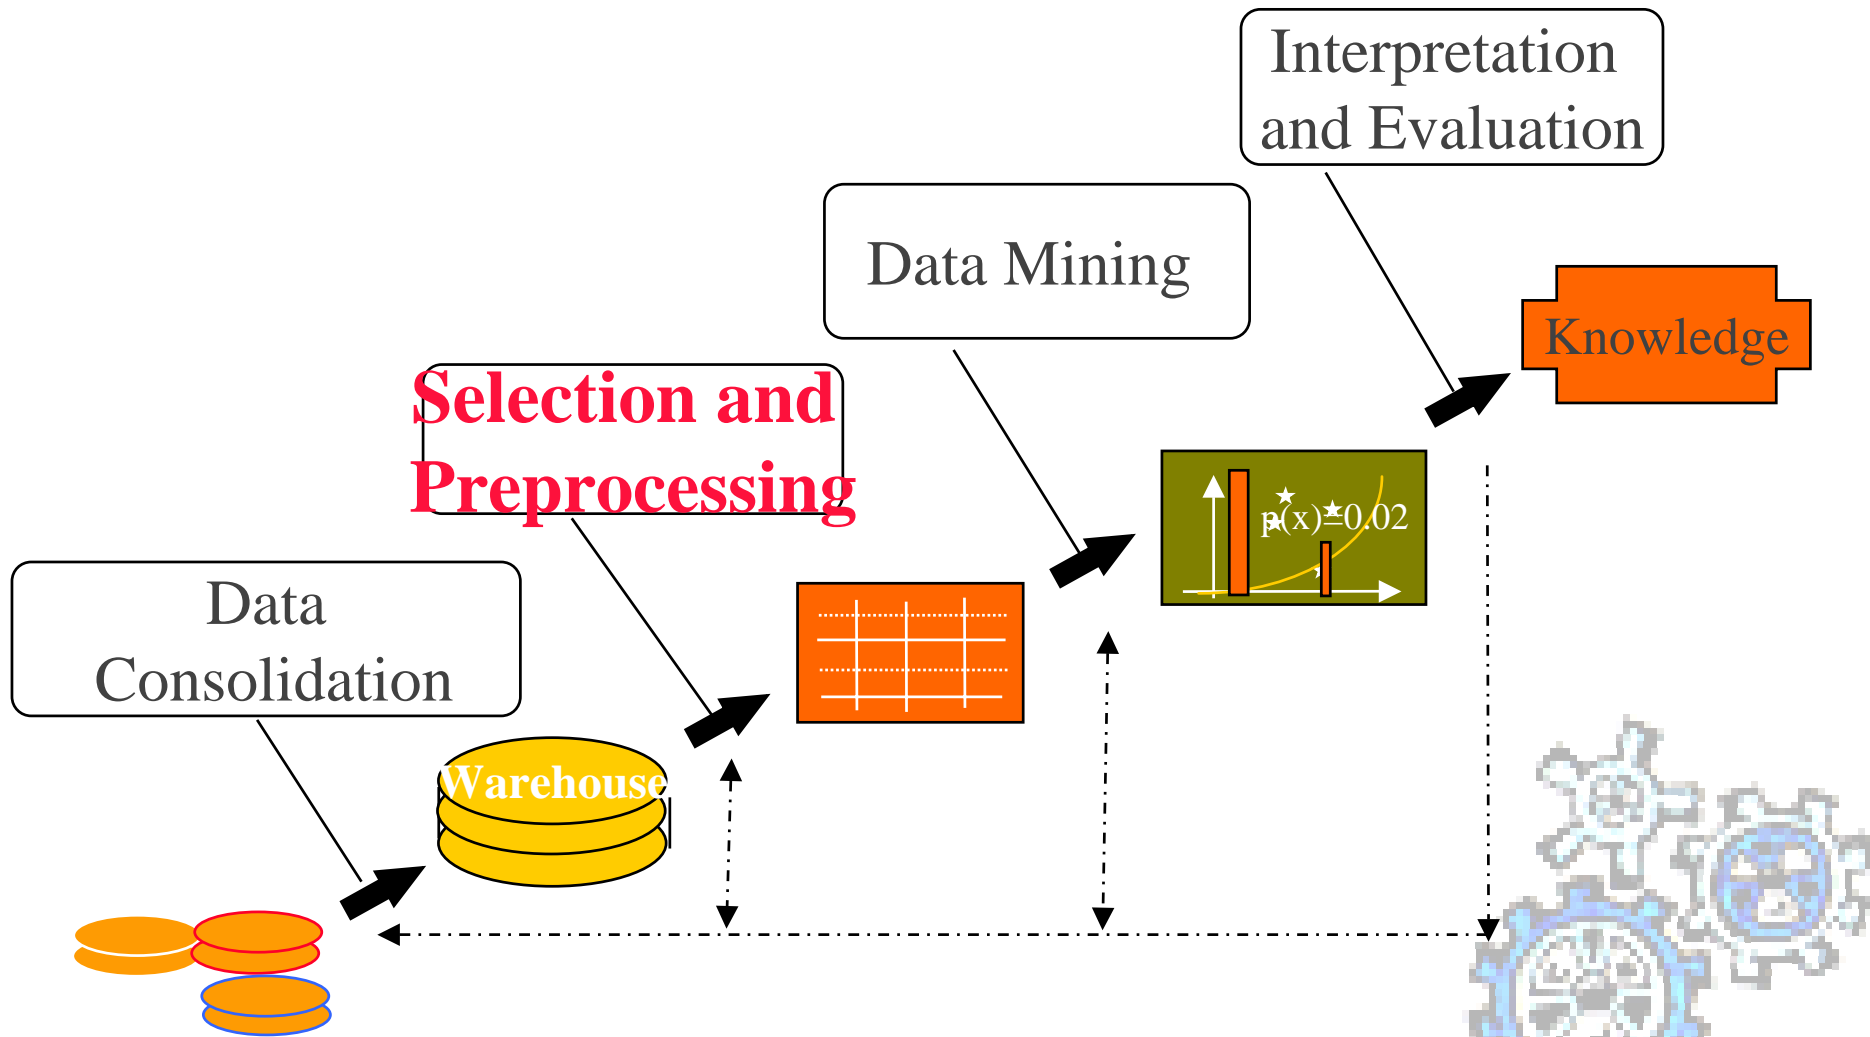 Interpretation
and Evaluation
Data Mining
Knowledge
Selection and
Preprocessing
p(x)=0.02
Data
Consolidation
Warehouse